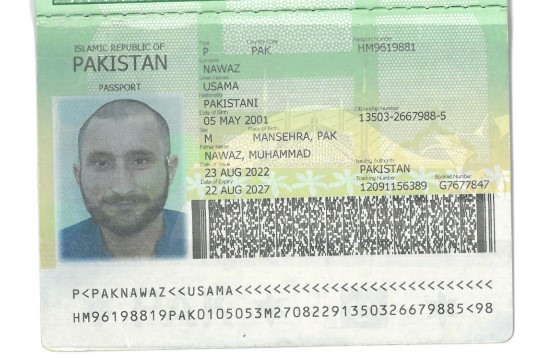 ISLAMIC REPUBLIC OF
PAKISTAN
PASSPORT
Type Country Code Passport Number
P PAK HM9619881
Surname
NAWAZ
Given Names
USAMA
Nationality
PAKISTANI
Date of Birth Citizenship Number
05 MAY 2001 13503-2667988-5
Sex Place of Birth
M MANSEHRA, PAK
Father Name
NAWAZ, MUHAMMAD
Date of Issue Issuing Authority
23 AUG 2022 PAKISTAN
Date of Expiry Tracking Number Booklet Number
22 AUG 2027 12091156389 G7677847
P<PAKNAWAZ<<USAMA<<<<<<<<<<<<<<<<<<<<<<<<<<<
HM96198819PAK0105053M27082291350326679885<98